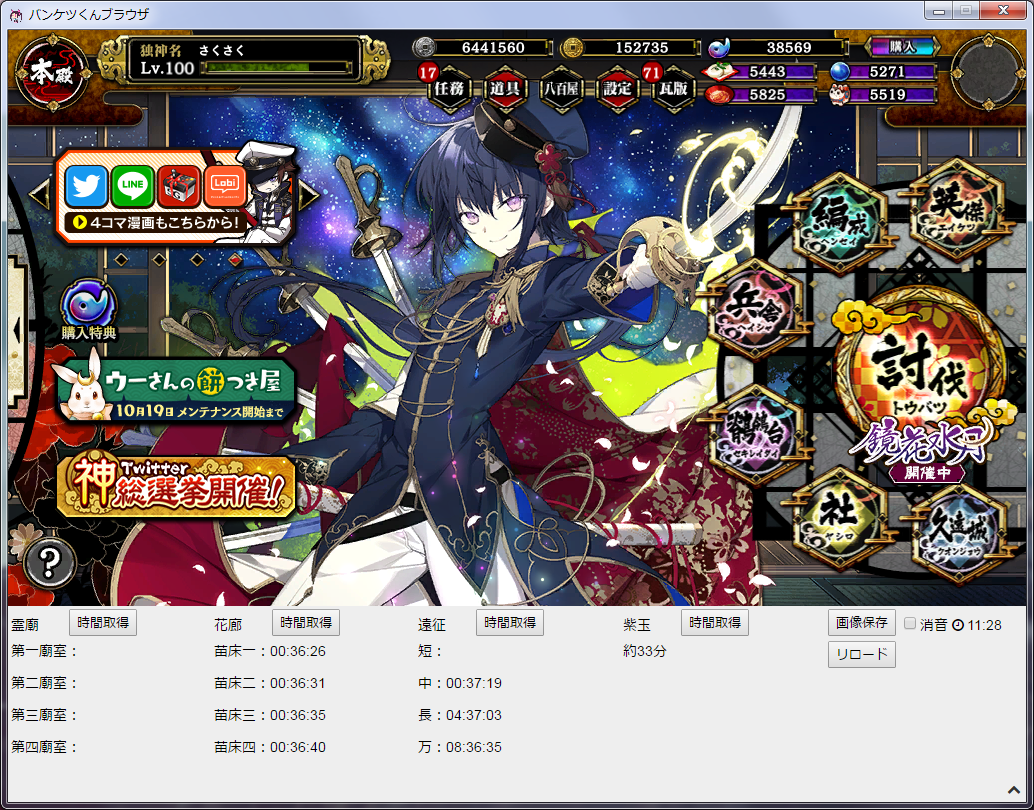 バンケツくんブラウザ
本殿
独神名 さくさく
Lv.100
6441560
152735
38569
購入
17
任務
道具
八百屋
設定
71
瓦版
5443
5271
5825
5519
LINE
Lobi
4コマ漫画もこちらから!
購入特典
ウーさんの餅つき屋
10月19日 メンテナンス開始まで
神
Twitter
総選挙開催!
?
編成
ヘンセイ
英傑
エイケツ
兵舎
ヘイシャ
討伐
トウバツ
鏡花水月
開催中
鶺鴒台
セキレイダイ
社
ヤシロ
久遠城
クオンジョウ
霊廟 時間取得
花廊 時間取得
遠征 時間取得
紫玉 時間取得
画像保存
消音 11:28
第一廟室:
苗床一:00:36:26
短:
約33分
リロード
第二廟室:
苗床二:00:36:31
中:00:37:19
第三廟室:
苗床三:00:36:35
長:04:37:03
第四廟室:
苗床四:00:36:40
万:08:36:35